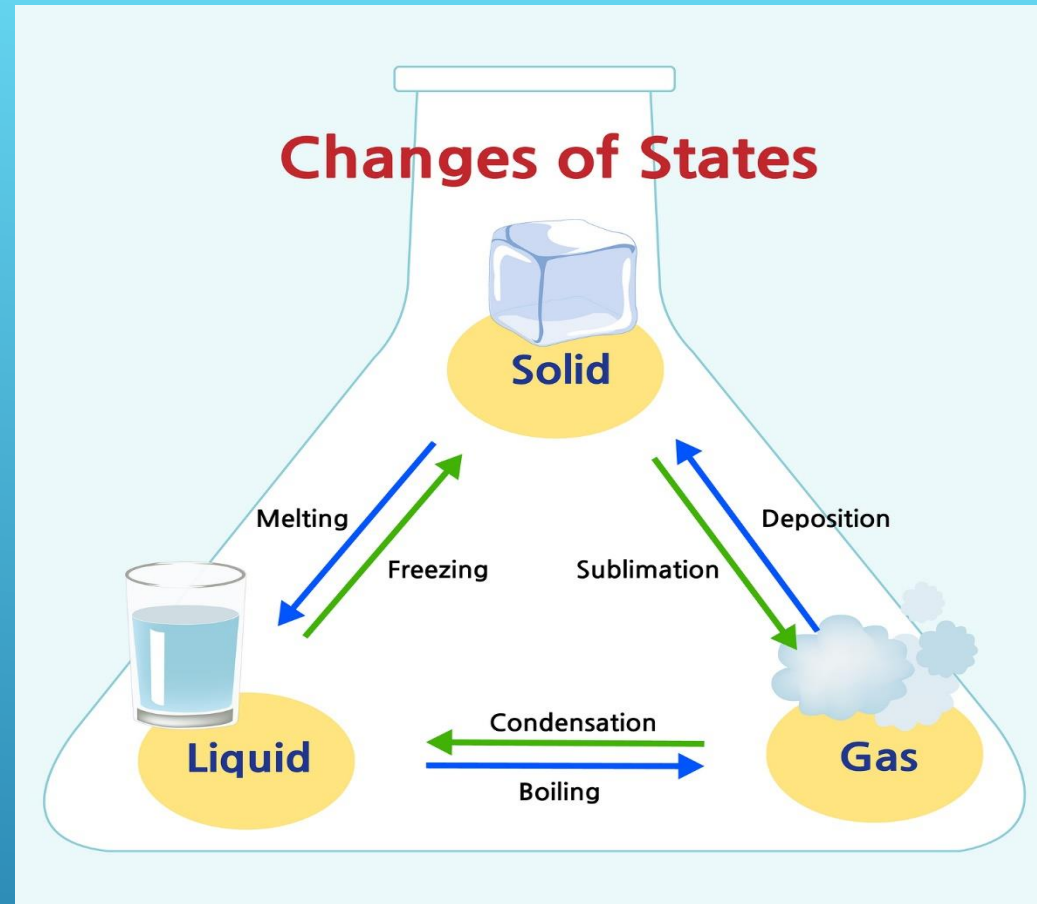 Changes of States
Solid
Melting
Deposition
Freezing
Sublimation
Condensation
Liquid
Gas
Boiling